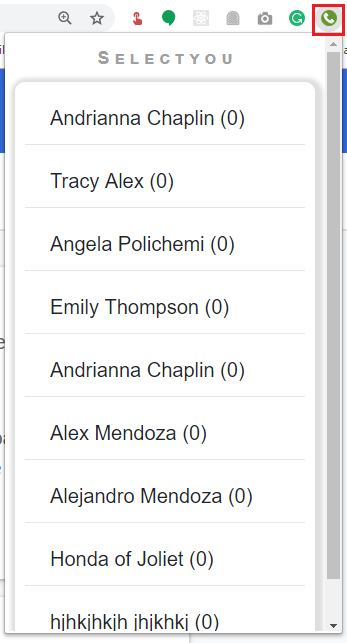 SELECTYOU
Andrianna Chaplin (0)
Tracy Alex (0)
Angela Polichemi (0)
Emily Thompson (0)
Andrianna Chaplin (0)
Alex Mendoza (0)
Alejandro Mendoza (0)
Honda of Joliet (0)
hjhkjhkjh jhjkhkj (0)